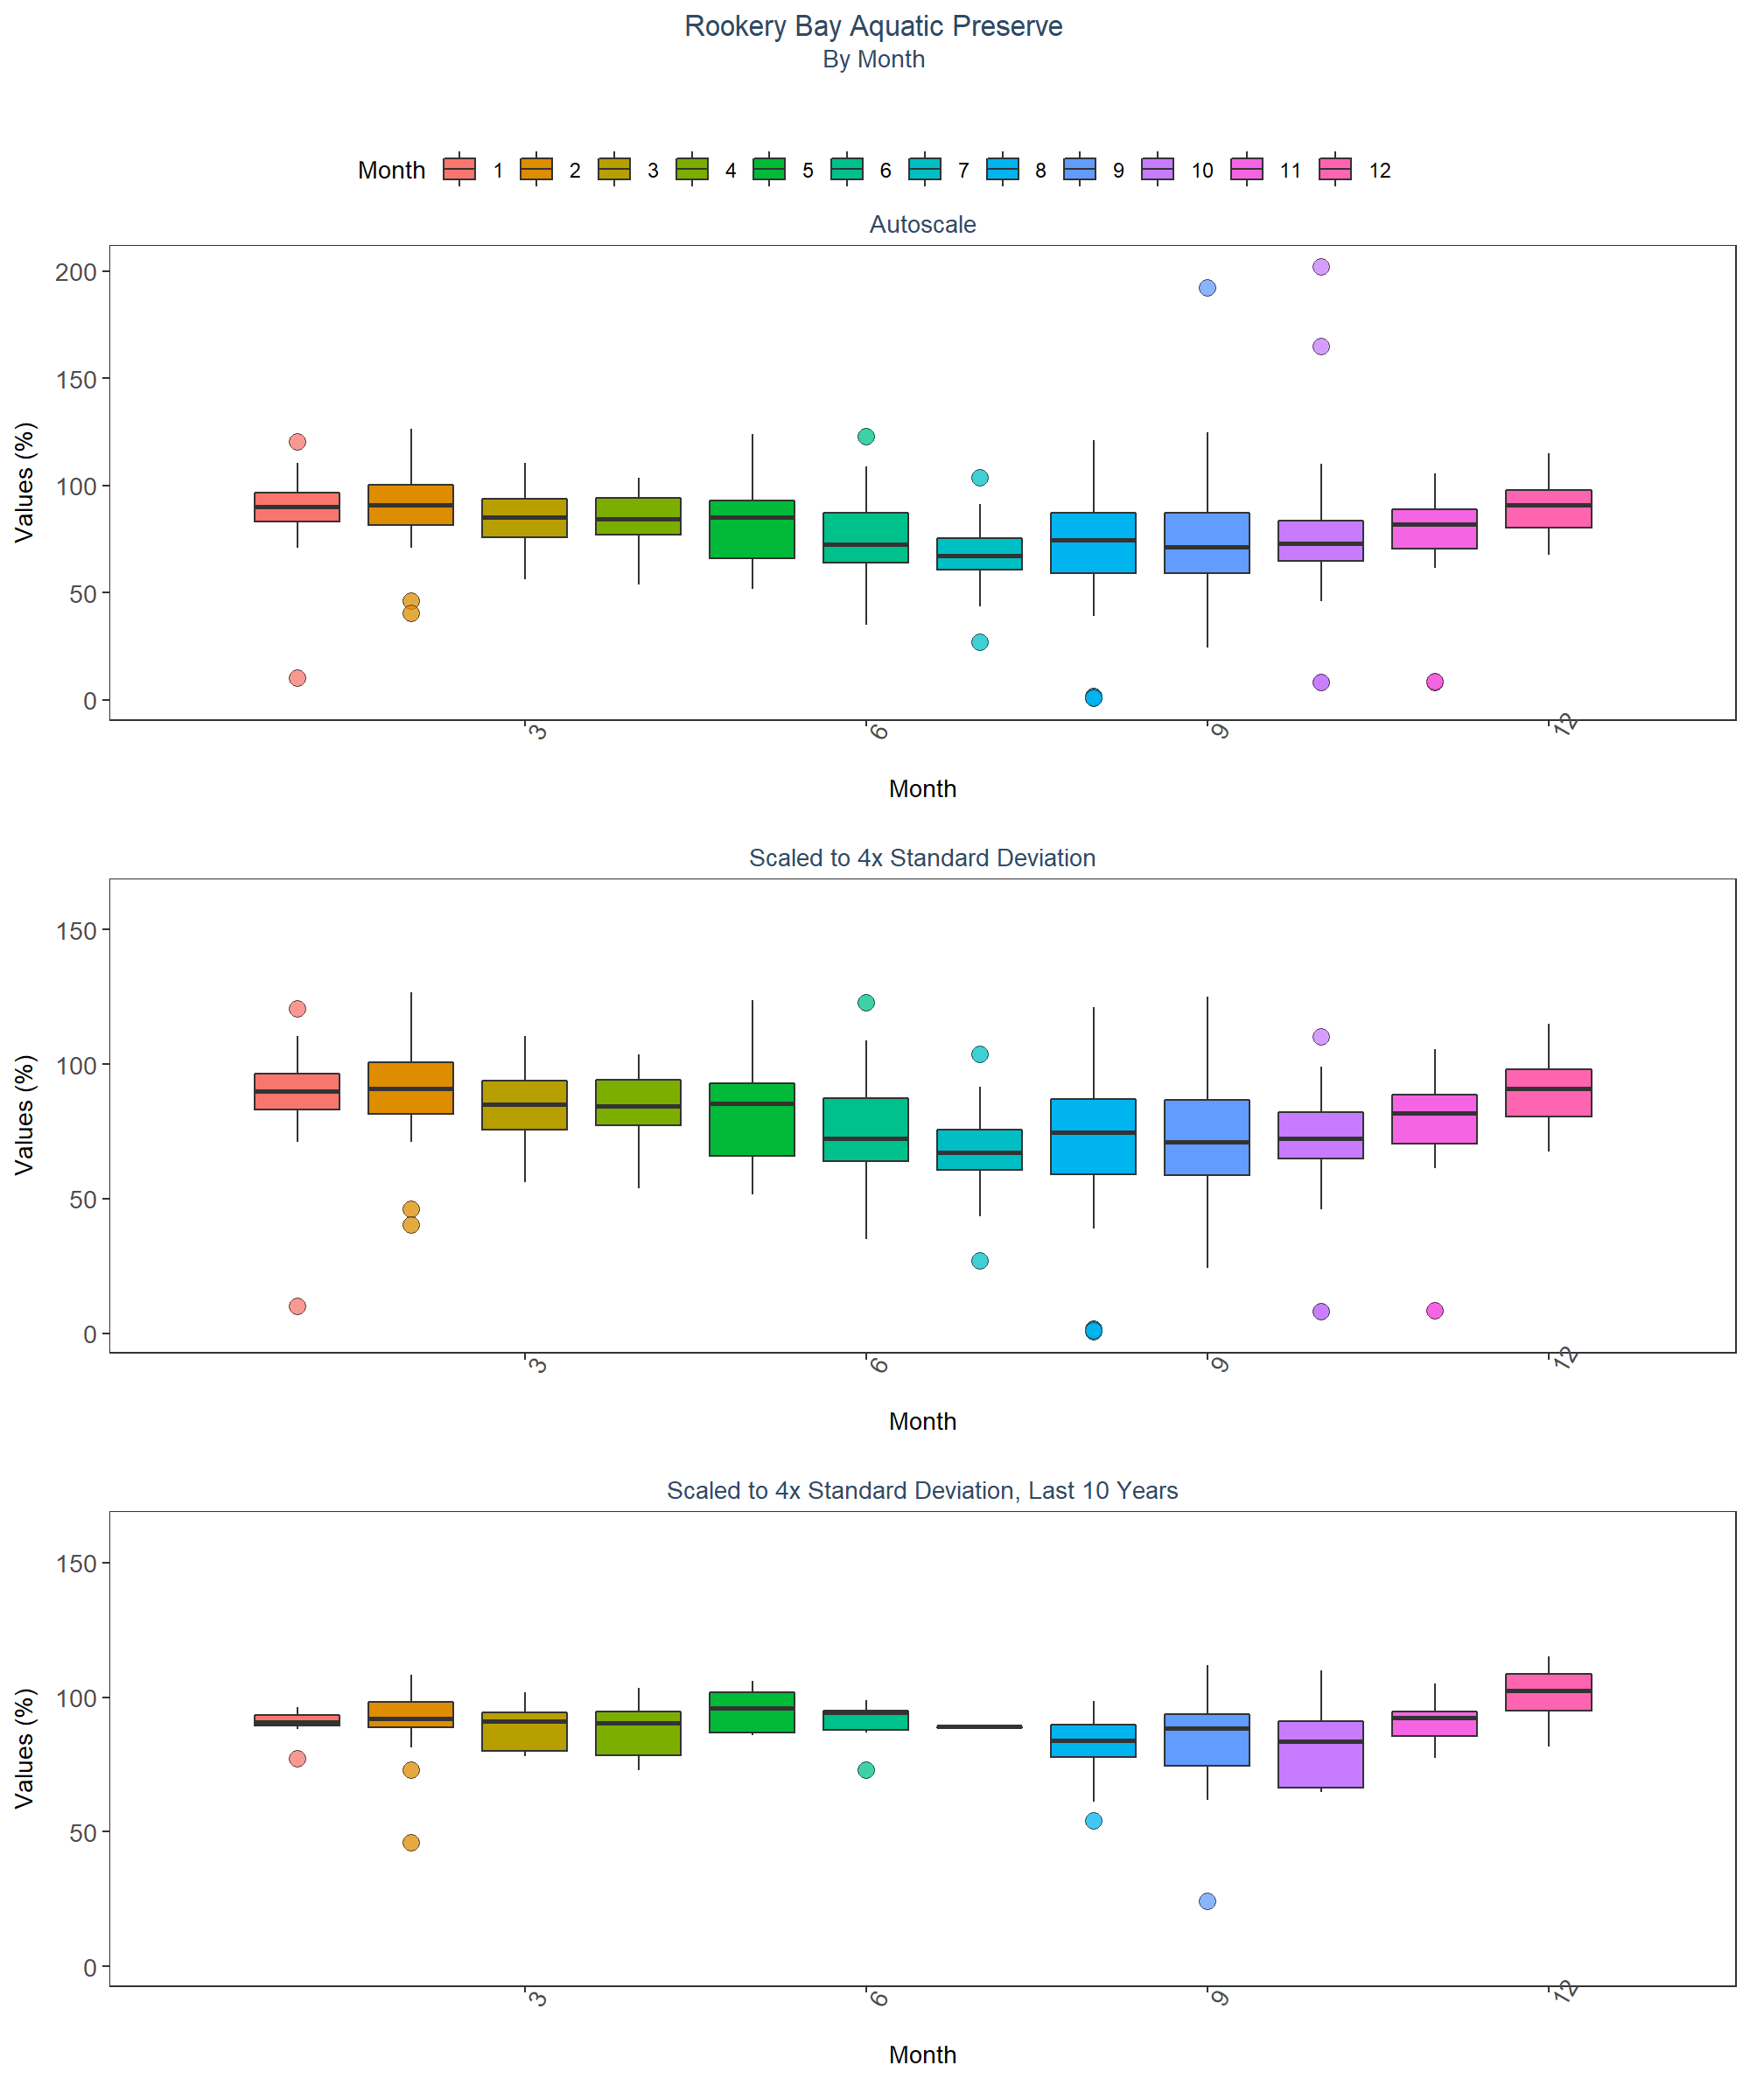 Rookery Bay Aquatic Preserve
By Month
Month 1 2 3 4 5 6 7 8 9 10 11 12
Autoscale
Values (%)
200
150
100
50
0
3 6 9 12
Month
Scaled to 4x Standard Deviation
Values (%)
150
100
50
0
3 6 9 12
Month
Scaled to 4x Standard Deviation, Last 10 Years
Values (%)
150
100
50
0
3 6 9 12
Month